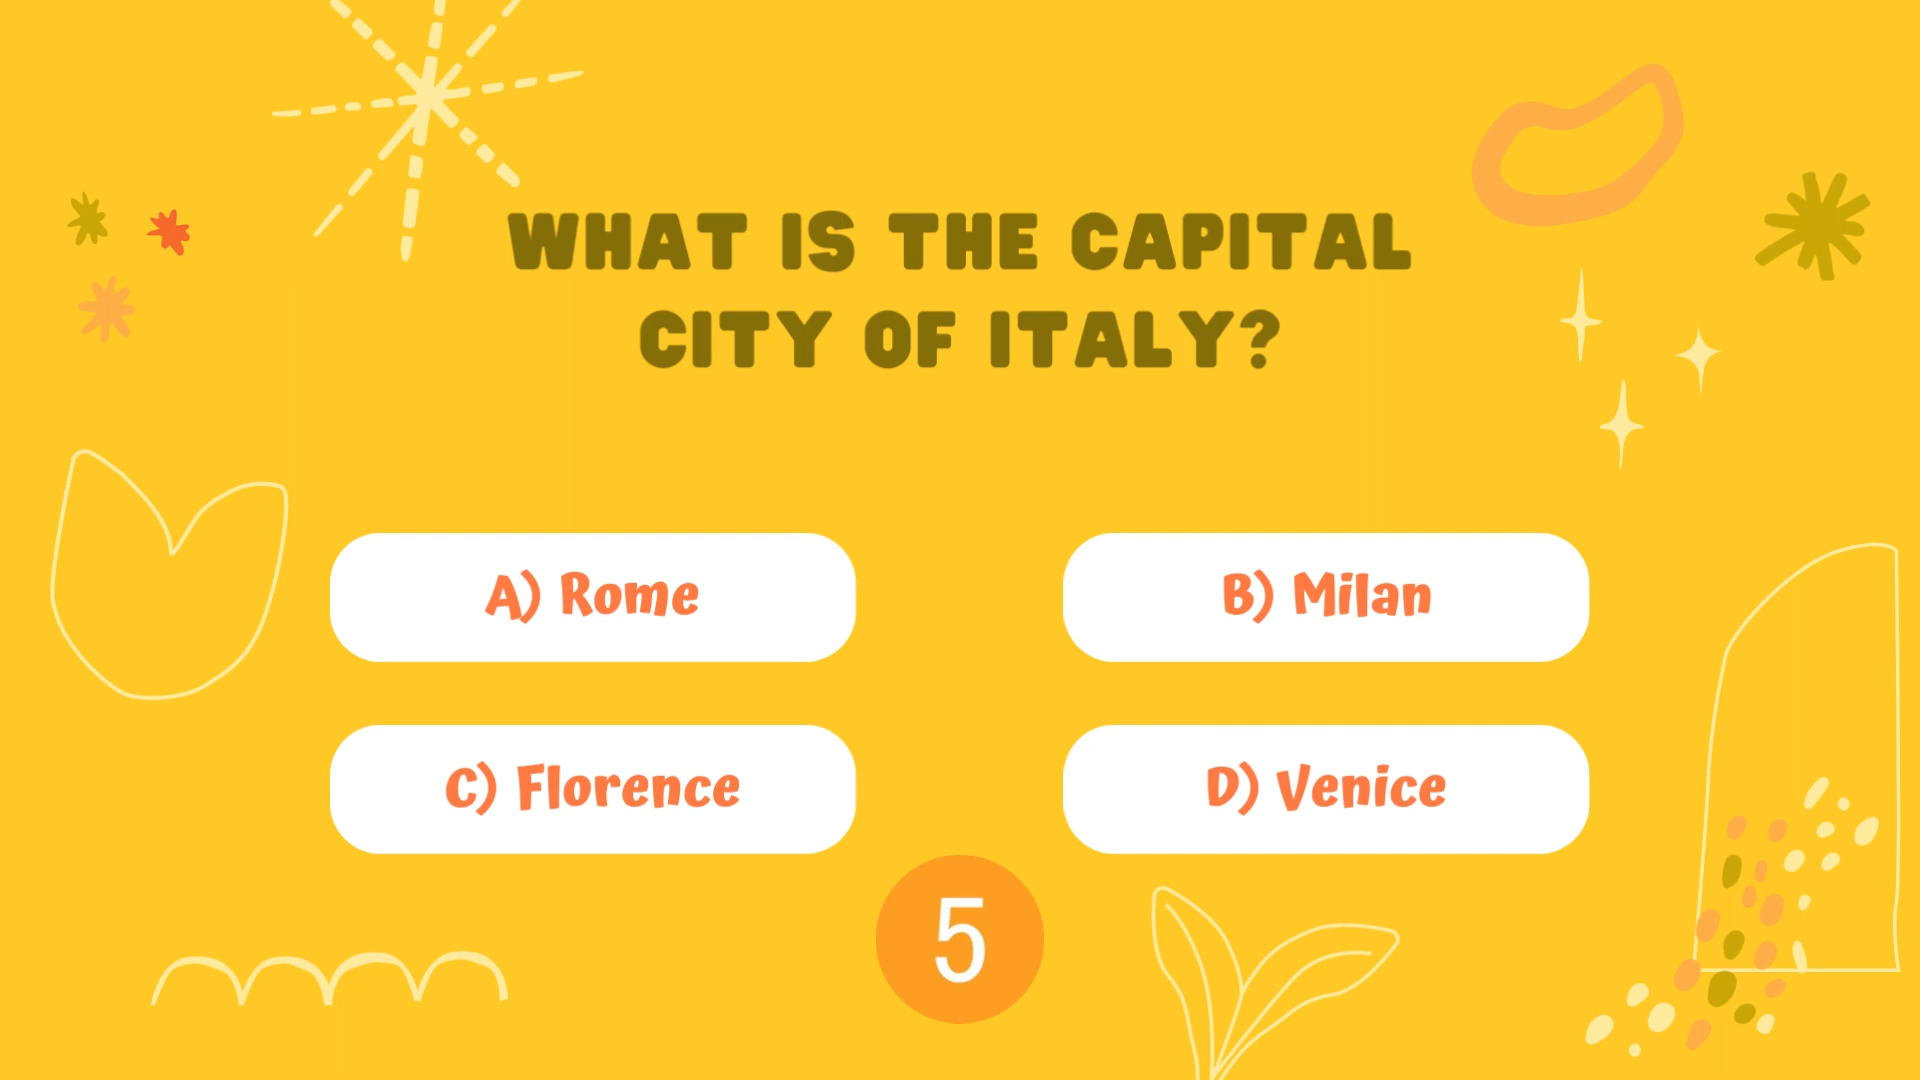 WHAT IS THE CAPITAL
CITY OF ITALY?
A) Rome
B) Milan
C) Florence
D) Venice
5